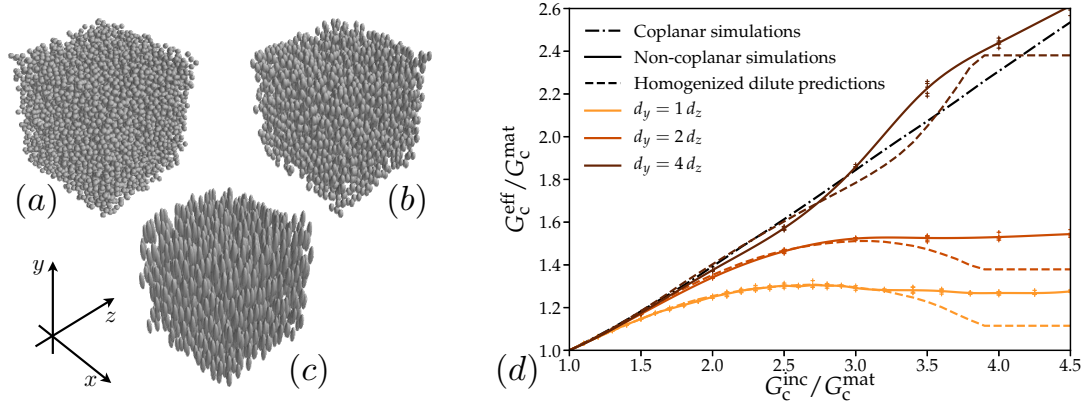 (a)
(b)
(c)
y
z
x
(d)
G_c^eff / G_c^mat
2.6
2.4
2.2
2.0
1.8
1.6
1.4
1.2
1.0
Coplanar simulations
Non-coplanar simulations
Homogenized dilute predictions
d_y = 1 d_z
d_y = 2 d_z
d_y = 4 d_z
1.0 1.5 2.0 2.5 3.0 3.5 4.0 4.5
G_c^inc / G_c^mat